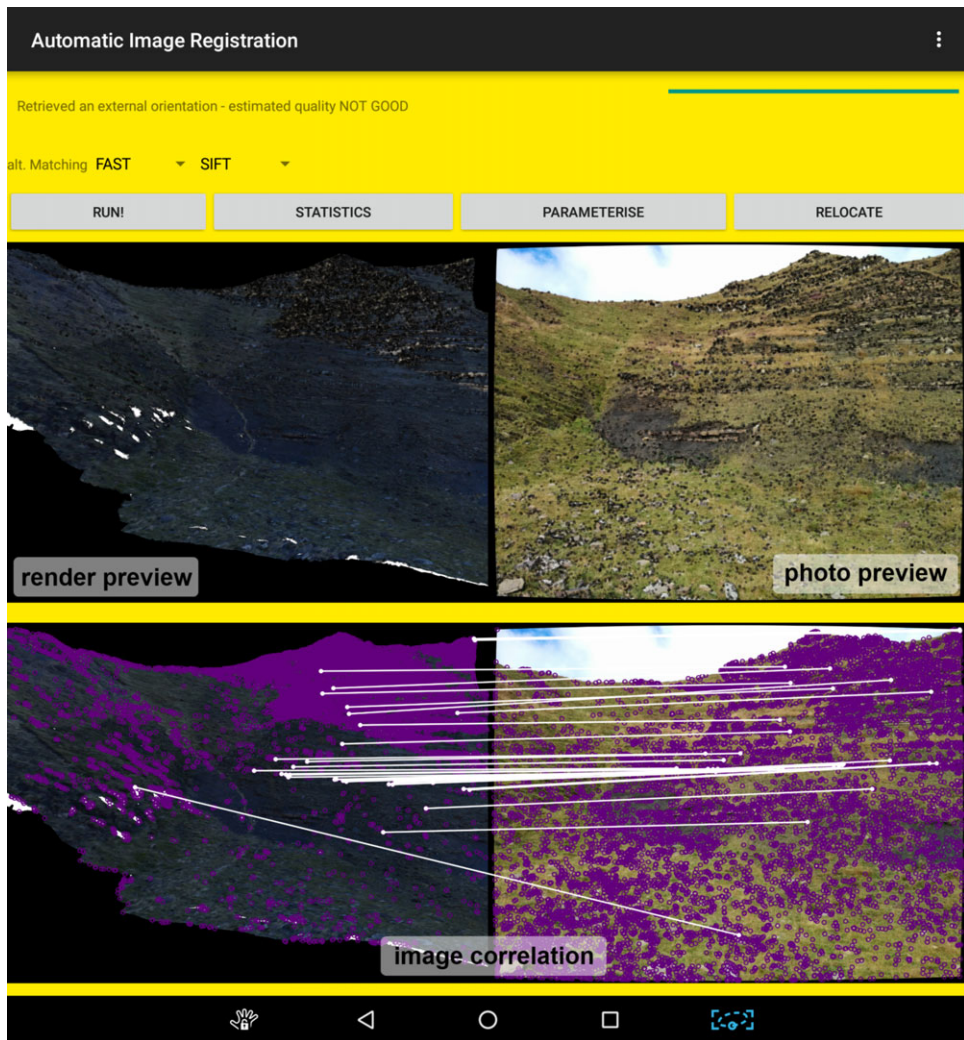 Automatic Image Registration
Retrieved an external orientation - estimated quality NOT GOOD
alt. Matching FAST SIFT
RUN! STATISTICS PARAMETERISE RELOCATE
render preview photo preview
image correlation